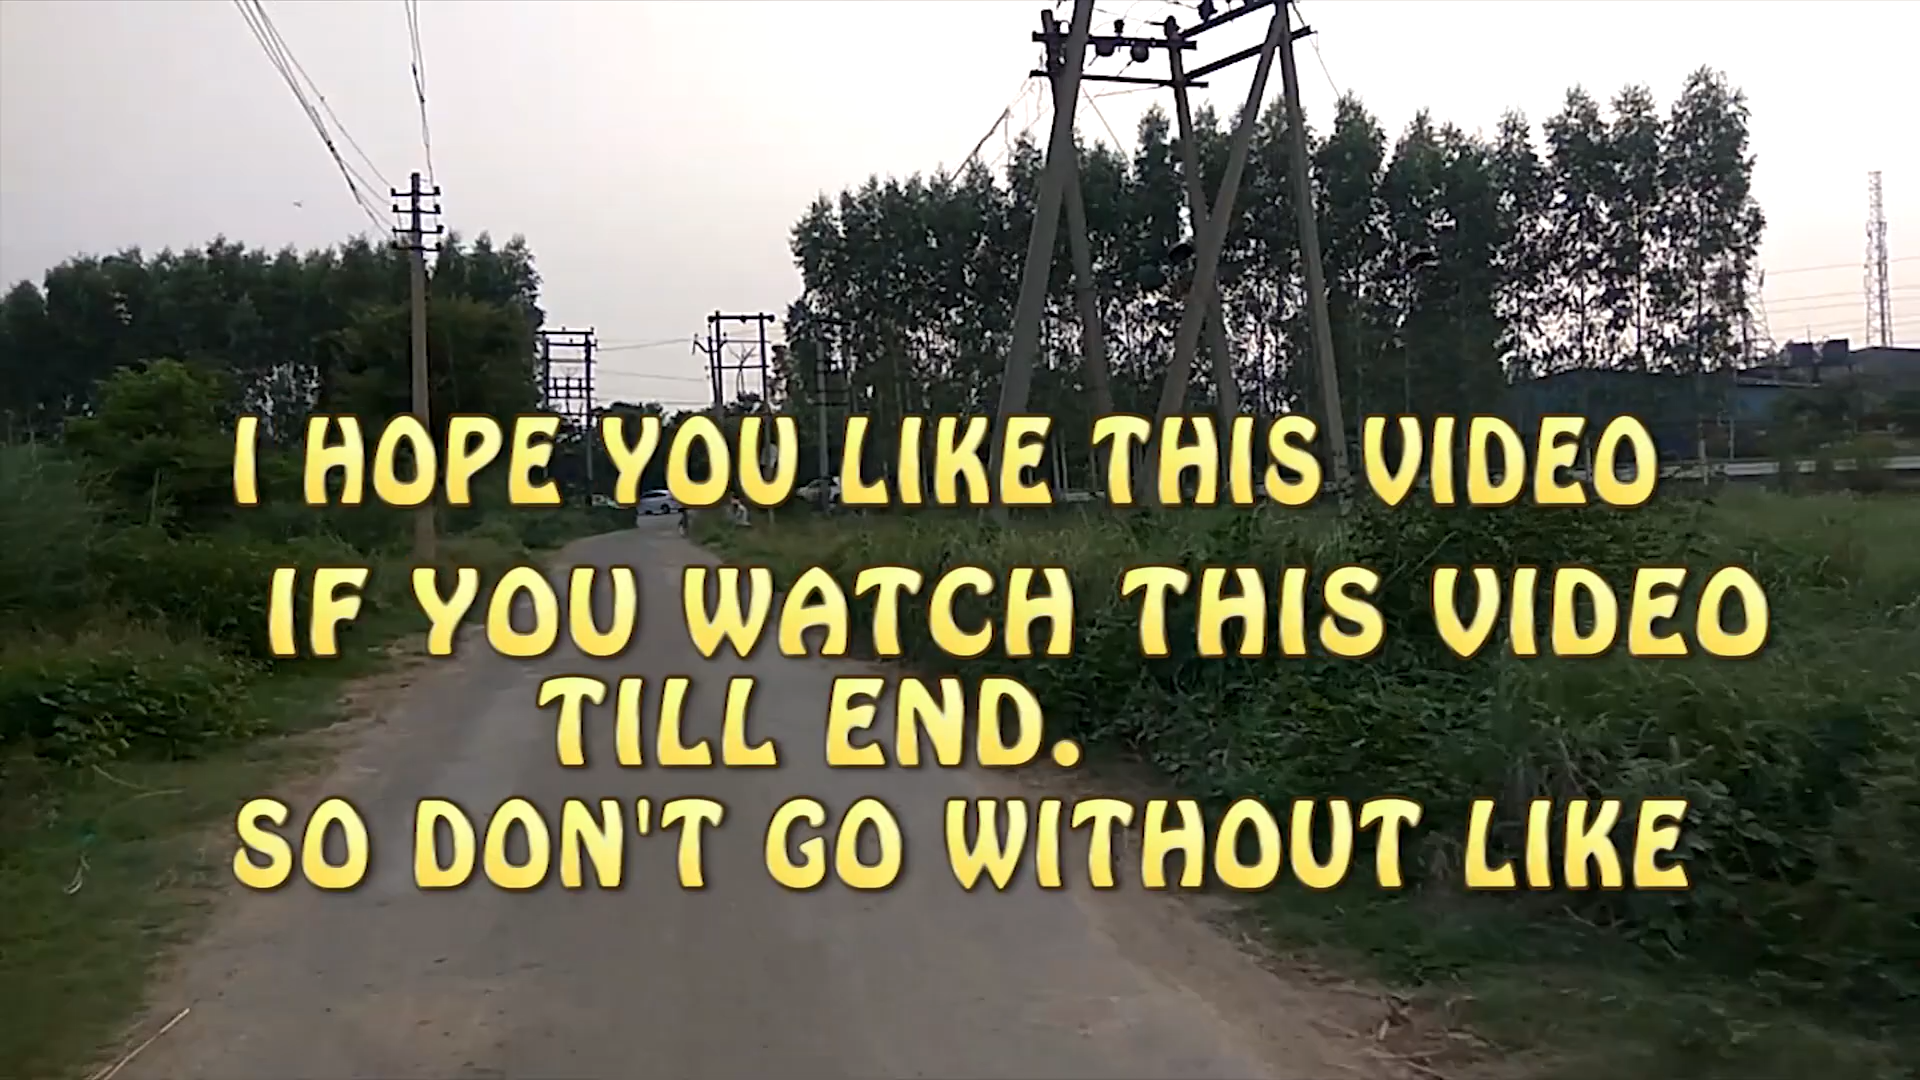 I HOPE YOU LIKE THIS VIDEO
IF YOU WATCH THIS VIDEO
TILL END.
SO DON'T GO WITHOUT LIKE